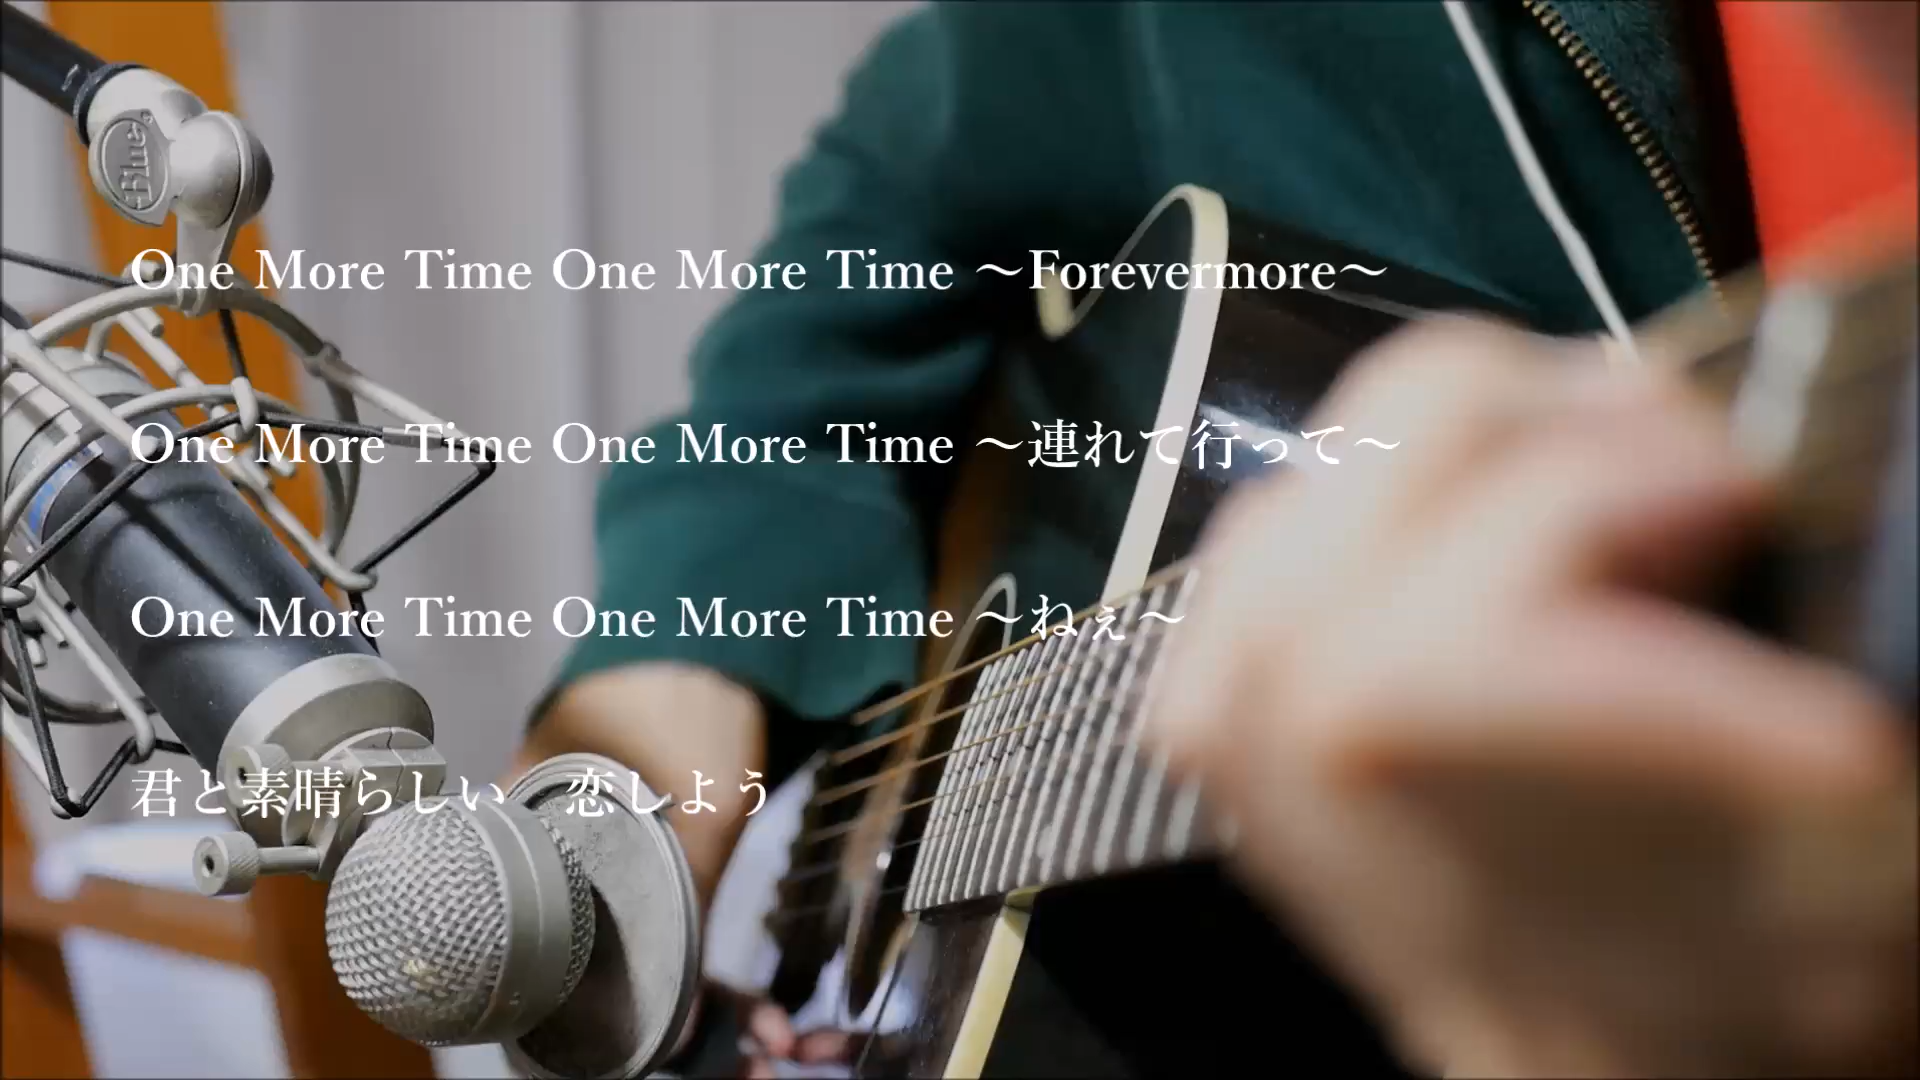 Blue
One More Time One More Time ～Forevermore～
One More Time One More Time ～連れて行って～
One More Time One More Time ～ねぇ～
君と素晴らしい　恋しよう